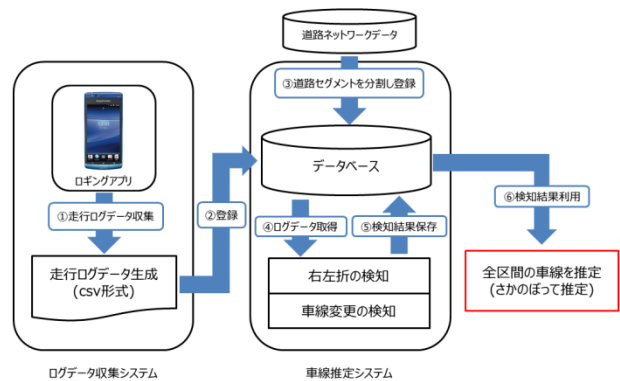 道路ネットワークデータ
③道路セグメントを分割し登録
データベース
ロギングアプリ
①走行ログデータ収集
②登録
④ログデータ取得
⑤検知結果保存
⑥検知結果利用
走行ログデータ生成
(csv形式)
右左折の検知
車線変更の検知
全区間の車線を推定
(さかのぼって推定)
ログデータ収集システム
車線推定システム